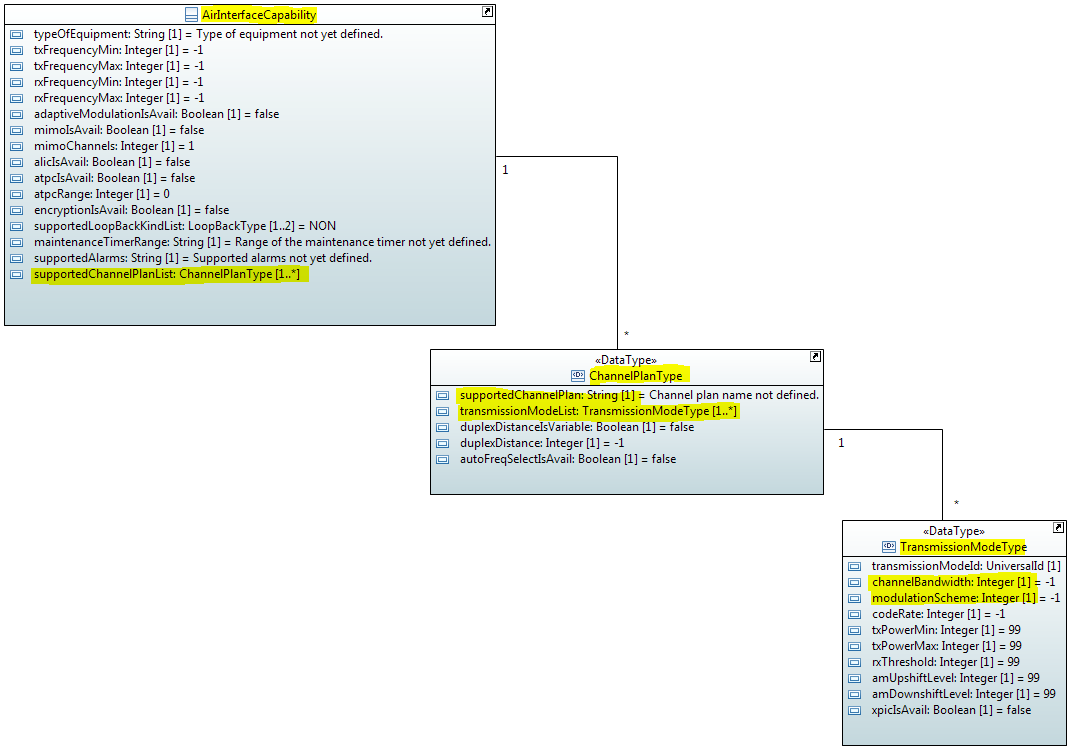 AirInterfaceCapability
typeOfEquipment: String [1] = Type of equipment not yet defined.
txFrequencyMin: Integer [1] = -1
txFrequencyMax: Integer [1] = -1
rxFrequencyMin: Integer [1] = -1
rxFrequencyMax: Integer [1] = -1
adaptiveModulationIsAvail: Boolean [1] = false
mimoIsAvail: Boolean [1] = false
mimoChannels: Integer [1] = 1
alicIsAvail: Boolean [1] = false
atpcIsAvail: Boolean [1] = false
atpcRange: Integer [1] = 0
encryptionIsAvail: Boolean [1] = false
supportedLoopBackKindList: LoopBackType [1..2] = NON
maintenanceTimerRange: String [1] = Range of the maintenance timer not yet defined.
supportedAlarms: String [1] = Supported alarms not yet defined.
supportedChannelPlanList: ChannelPlanType [1..*]
1
*
«DataType»
ChannelPlanType
supportedChannelPlan: String [1] = Channel plan name not defined.
transmissionModeList: TransmissionModeType [1..*]
duplexDistanceIsVariable: Boolean [1] = false
duplexDistance: Integer [1] = -1
autoFreqSelectIsAvail: Boolean [1] = false
1
*
«DataType»
TransmissionModeType
transmissionModeId: UniversalId [1]
channelBandwidth: Integer [1] = -1
modulationScheme: Integer [1] = -1
codeRate: Integer [1] = -1
txPowerMin: Integer [1] = 99
txPowerMax: Integer [1] = 99
rxThreshold: Integer [1] = 99
amUpshiftLevel: Integer [1] = 99
amDownshiftLevel: Integer [1] = 99
xpicIsAvail: Boolean [1] = false